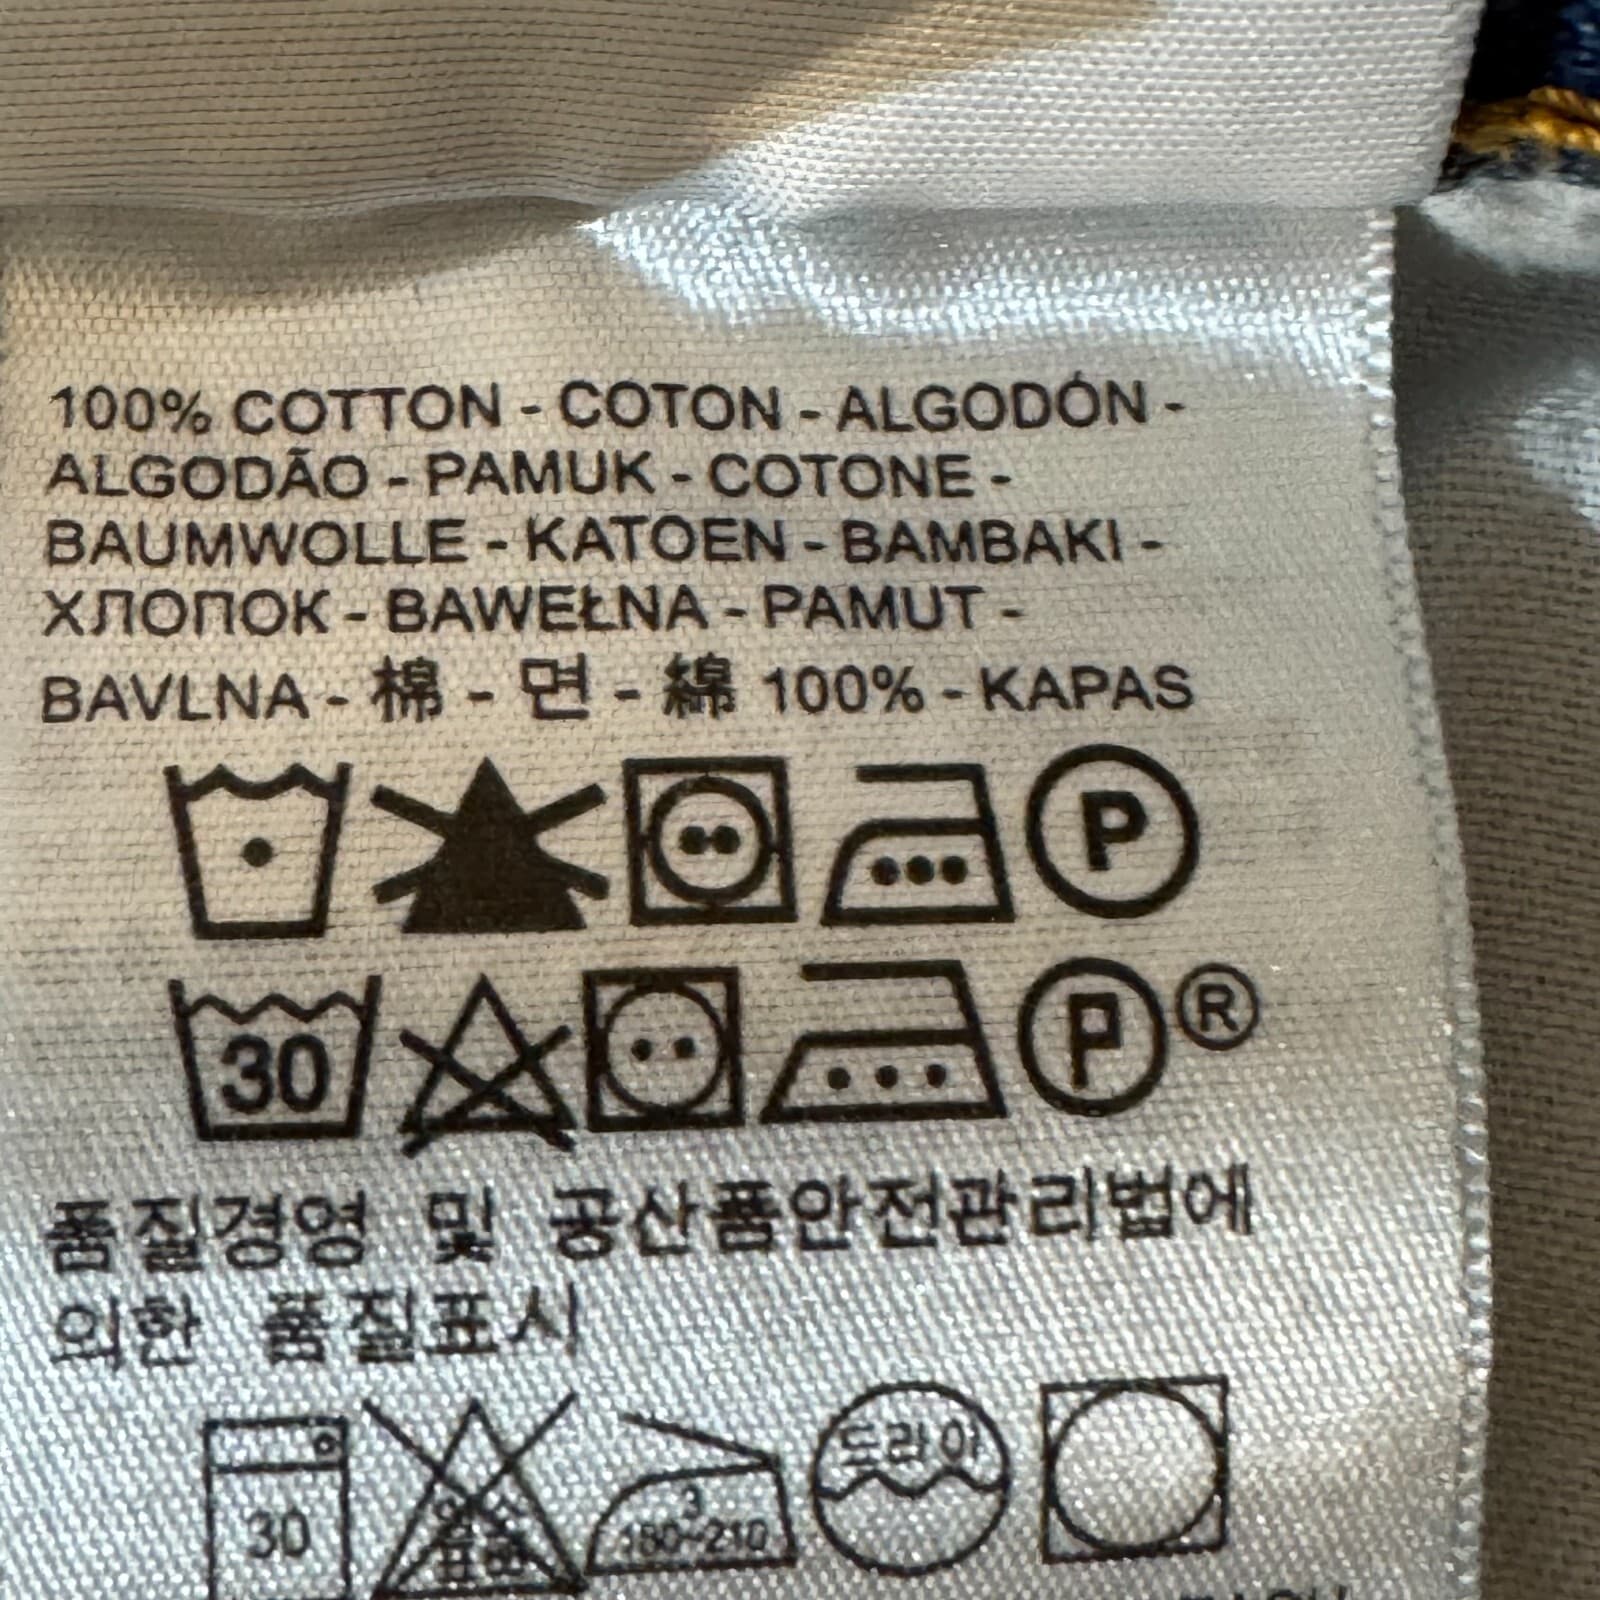 100% COTTON - COTON - ALGODÓN -
ALGODÃO - PAMUK - COTONE -
BAUMWOLLE - KATOEN - BAMBAKI -
ХЛОПОК - BAWEŁNA - PAMUT -
BAVLNA - 棉 - 면 - 綿 100% - KAPAS
P
30 P ®
품질경영 및 공산품안전관리법에
의한 품질표시
30 3 180~210 드라이